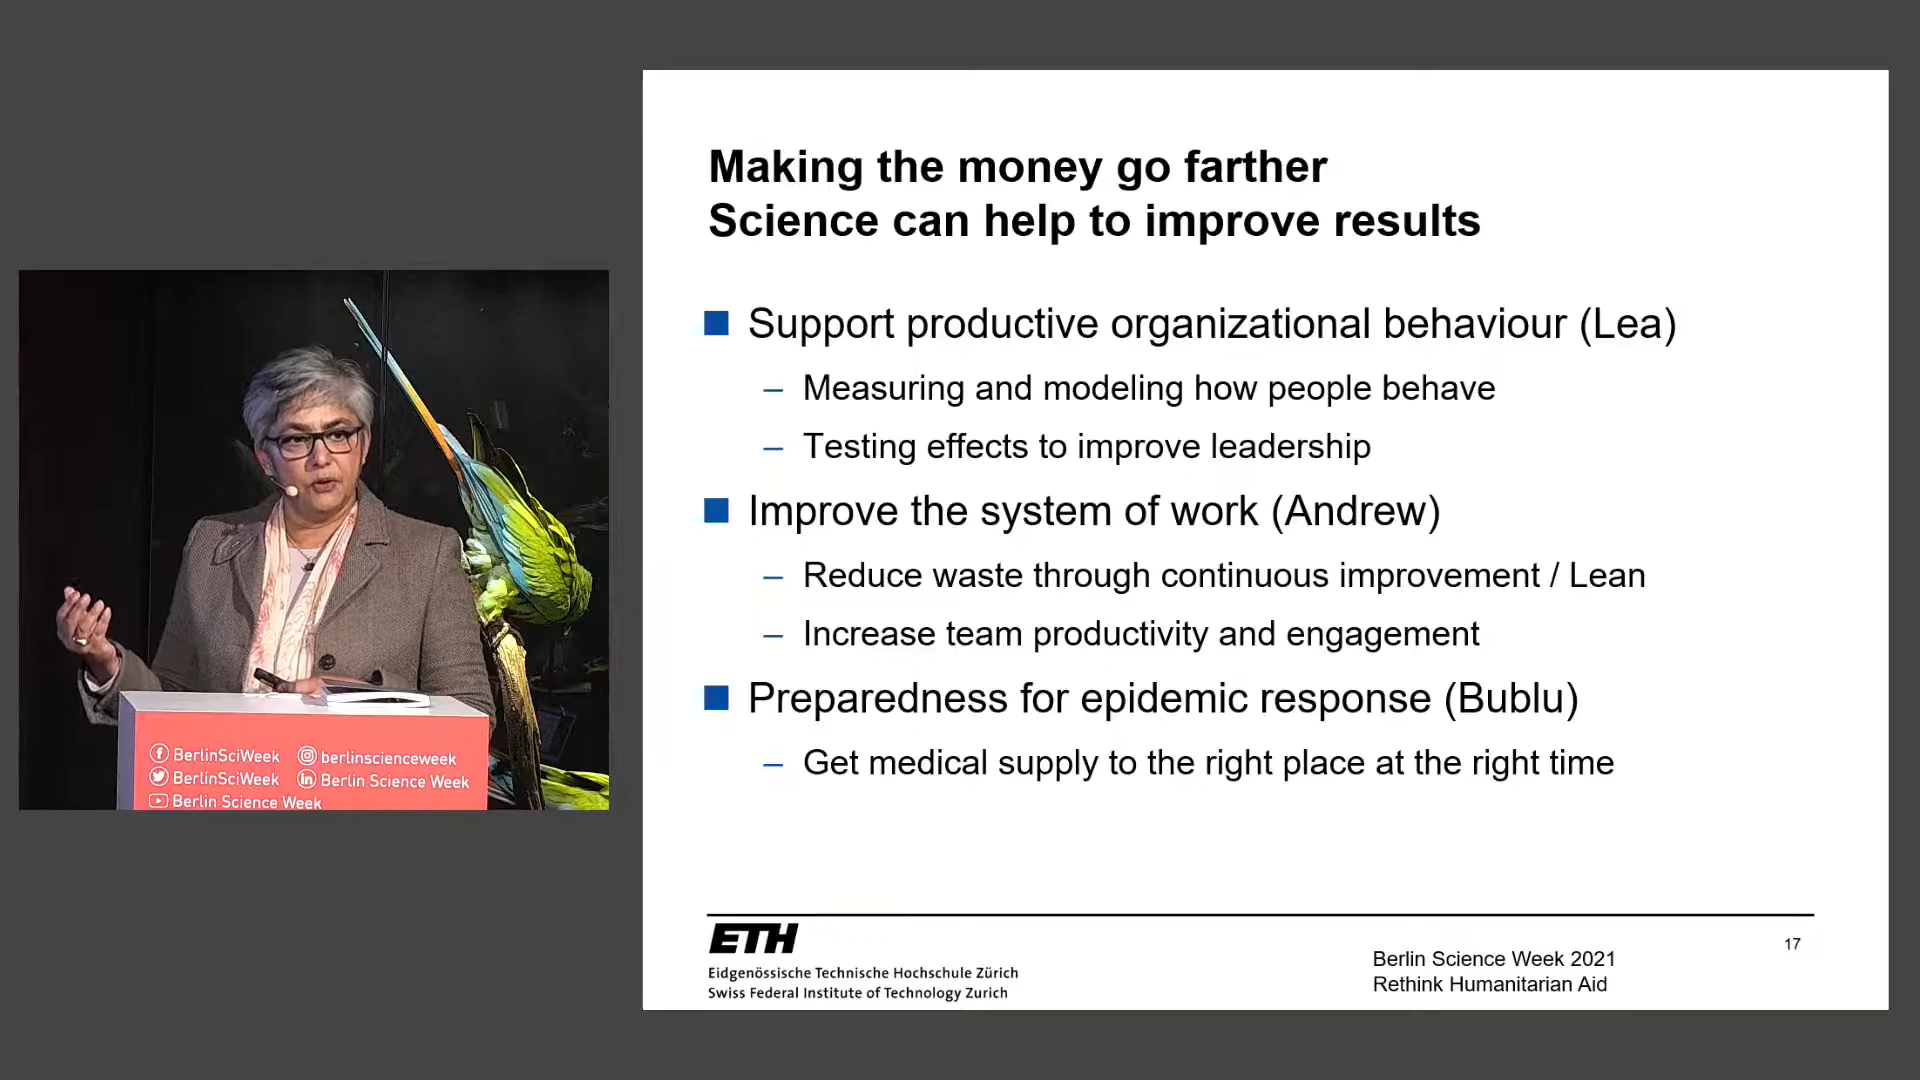 Making the money go farther
Science can help to improve results
Support productive organizational behaviour (Lea)
– Measuring and modeling how people behave
– Testing effects to improve leadership
Improve the system of work (Andrew)
– Reduce waste through continuous improvement / Lean
– Increase team productivity and engagement
Preparedness for epidemic response (Bublu)
– Get medical supply to the right place at the right time
ETH
Eidgenössische Technische Hochschule Zürich
Swiss Federal Institute of Technology Zurich
Berlin Science Week 2021
Rethink Humanitarian Aid
17
BerlinSciWeek berlinscienceweek
BerlinSciWeek Berlin Science Week
Berlin Science Week